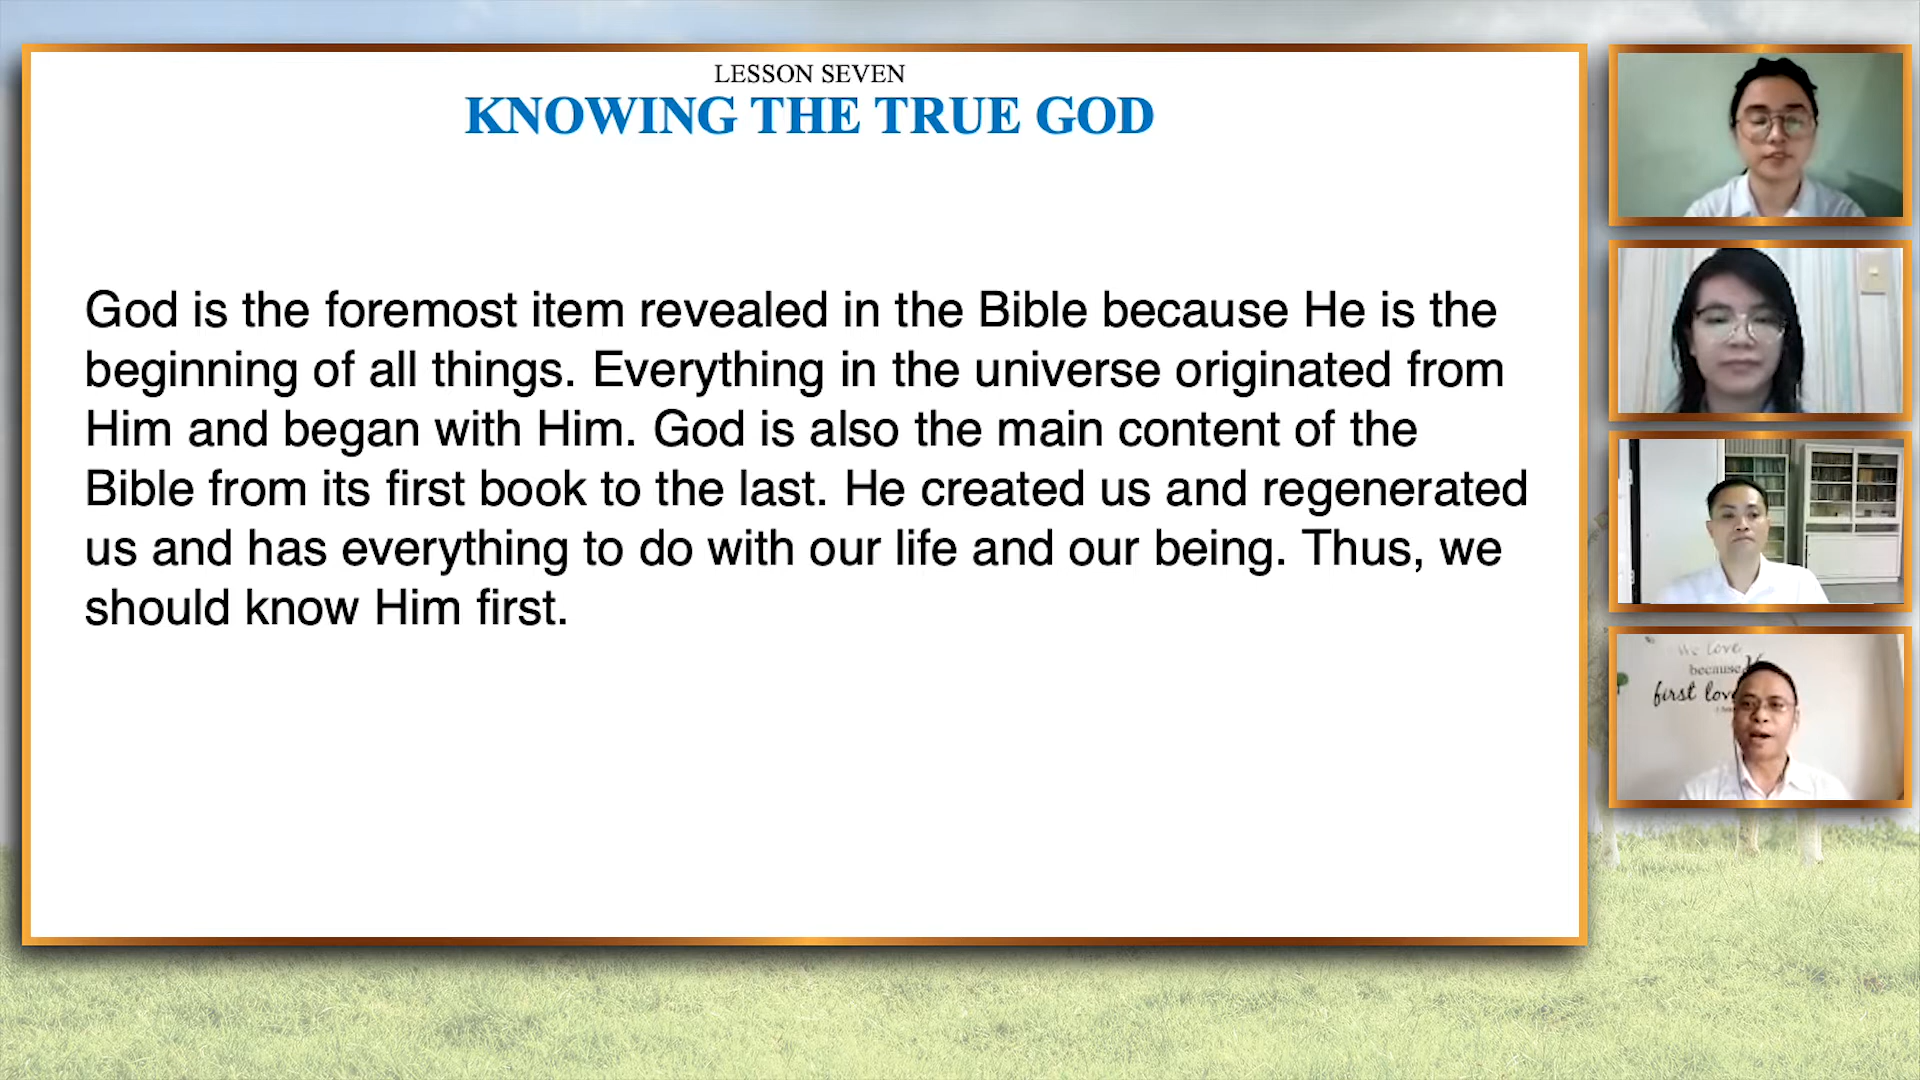 LESSON SEVEN
KNOWING THE TRUE GOD
God is the foremost item revealed in the Bible because He is the
beginning of all things. Everything in the universe originated from
Him and began with Him. God is also the main content of the
Bible from its first book to the last. He created us and regenerated
us and has everything to do with our life and our being. Thus, we
should know Him first.
We love
because
first